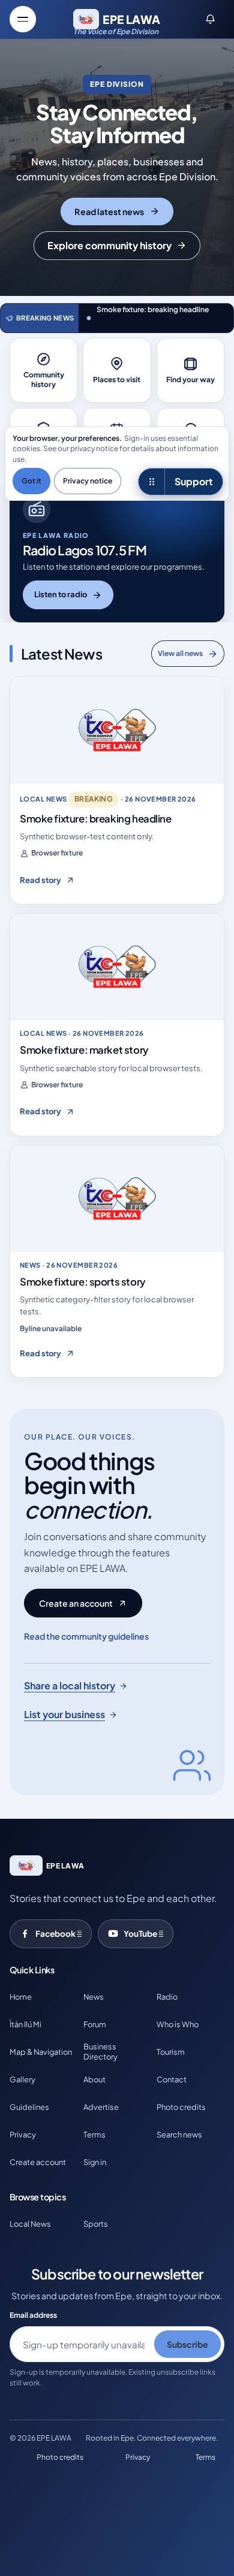 EPE LAWA
The Voice of Epe Division
EPE DIVISION
Stay Connected,
Stay Informed
News, history, places, businesses and
community voices from across Epe Division.
Read latest news
Explore community history
BREAKING NEWS
Smoke fixture: breaking headline
Community
history
Places to visit
Find your way
Your browser, your preferences. Sign-in uses essential
cookies. See our privacy notice for details about information
use.
Got it
Privacy notice
Support
EPE LAWA RADIO
Radio Lagos 107.5 FM
Listen to the station and explore our programmes.
Listen to radio
Latest News
View all news
EPE LAWA
LOCAL NEWS BREAKING · 26 NOVEMBER 2026
Smoke fixture: breaking headline
Synthetic browser-test content only.
Browser fixture
Read story
EPE LAWA
LOCAL NEWS · 26 NOVEMBER 2026
Smoke fixture: market story
Synthetic searchable story for local browser tests.
Browser fixture
Read story
EPE LAWA
NEWS · 26 NOVEMBER 2026
Smoke fixture: sports story
Synthetic category-filter story for local browser
tests.
Byline unavailable
Read story
OUR PLACE. OUR VOICES.
Good things
begin with
connection.
Join conversations and share community
knowledge through the features
available on EPE LAWA.
Create an account
Read the community guidelines
Share a local history
List your business
EPE LAWA
Stories that connect us to Epe and each other.
Facebook
YouTube
Quick Links
Home
News
Radio
Ìtàn Ilú Mi
Forum
Who is Who
Map & Navigation
Business
Directory
Tourism
Gallery
About
Contact
Guidelines
Advertise
Photo credits
Privacy
Terms
Search news
Create account
Sign in
Browse topics
Local News
Sports
Subscribe to our newsletter
Stories and updates from Epe, straight to your inbox.
Email address
Sign-up temporarily unavaila
Subscribe
Sign-up is temporarily unavailable. Existing unsubscribe links
still work.
© 2026 EPE LAWA
Rooted in Epe. Connected everywhere.
Photo credits
Privacy
Terms